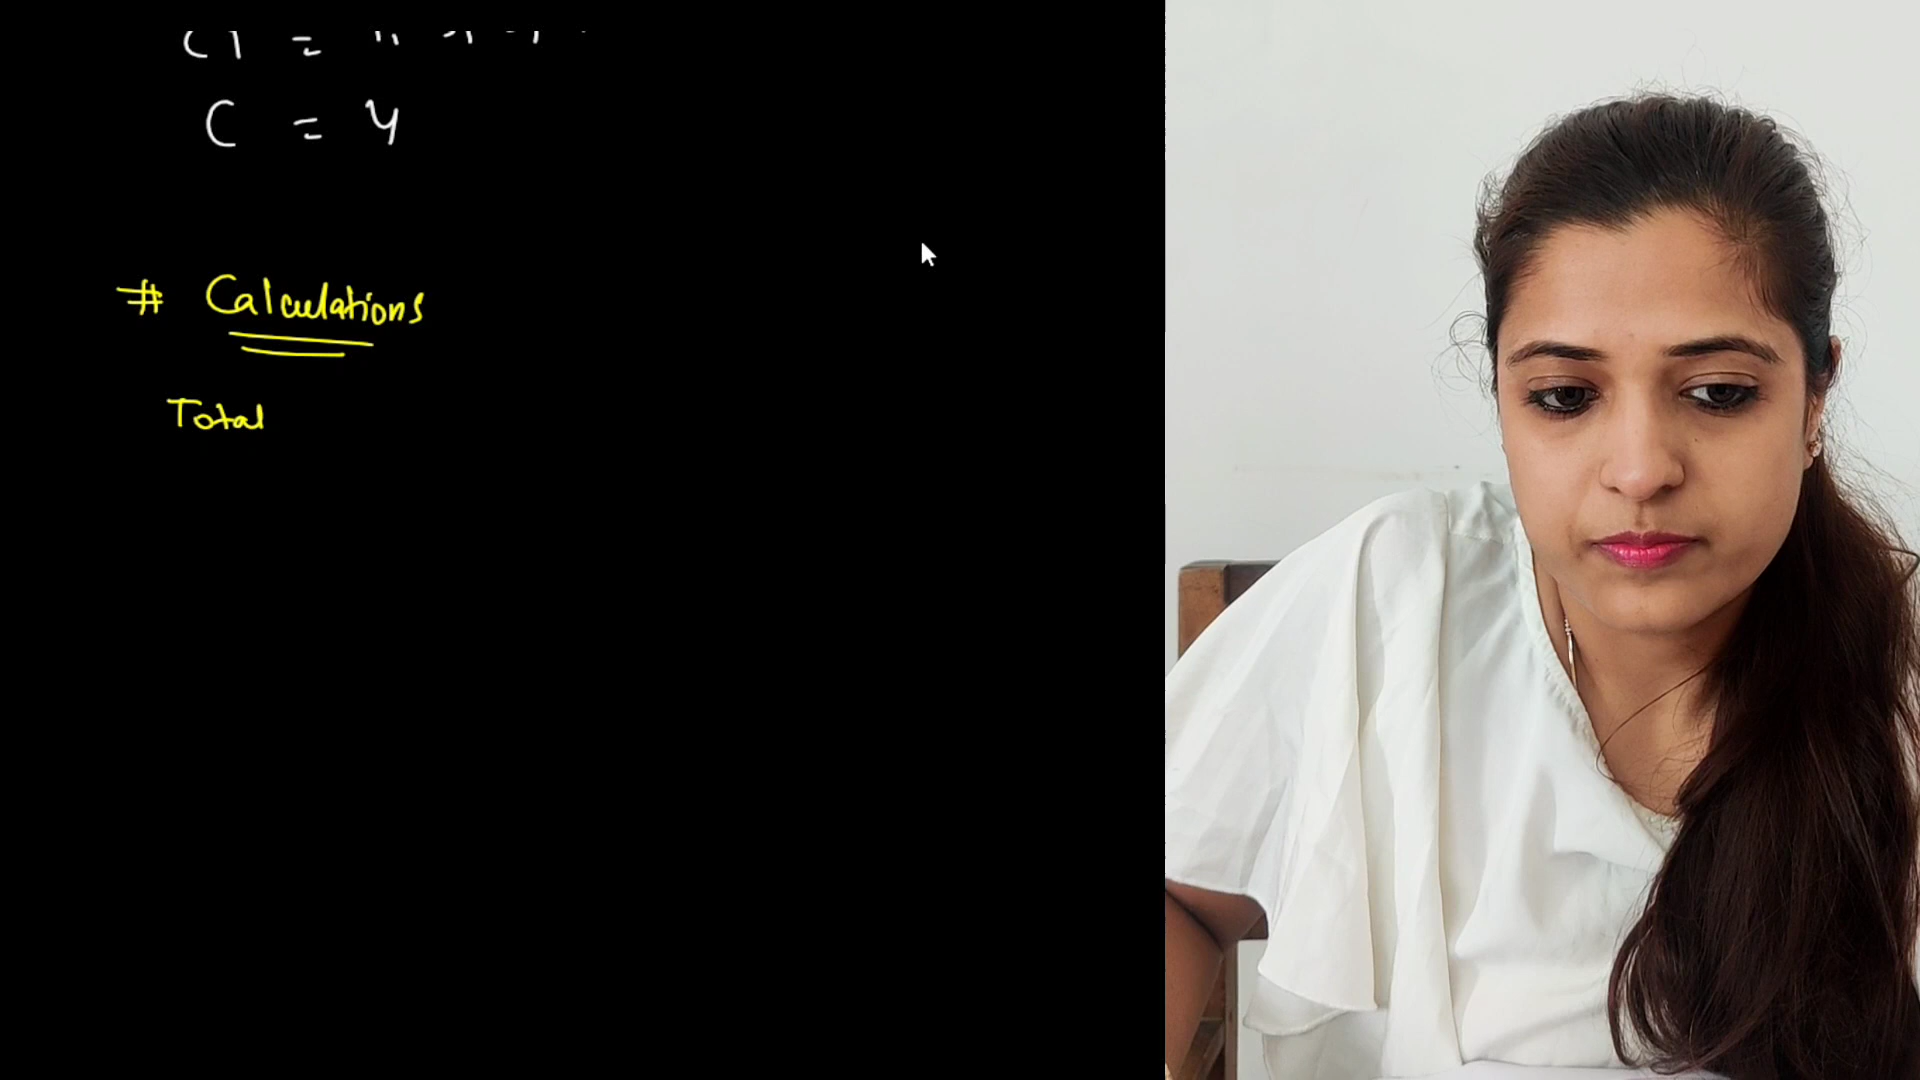 C = 4
# Calculations
Total